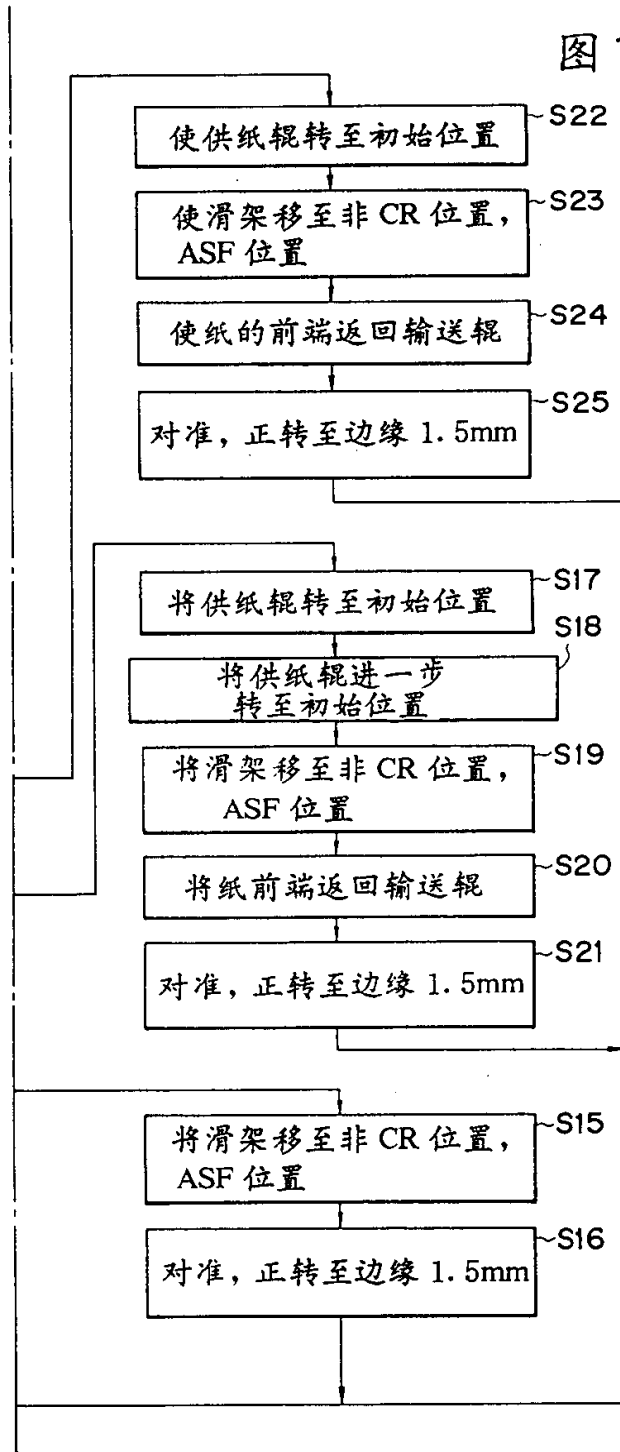 图
S22
使供纸辊转至初始位置
S23
使滑架移至非 CR 位置,
ASF 位置
S24
使纸的前端返回输送辊
S25
对准, 正转至边缘 1.5mm
S17
将供纸辊转至初始位置
S18
将供纸辊进一步
转至初始位置
S19
将滑架移至非 CR 位置,
ASF 位置
S20
将纸前端返回输送辊
S21
对准, 正转至边缘 1.5mm
S15
将滑架移至非 CR 位置,
ASF 位置
S16
对准, 正转至边缘 1.5mm